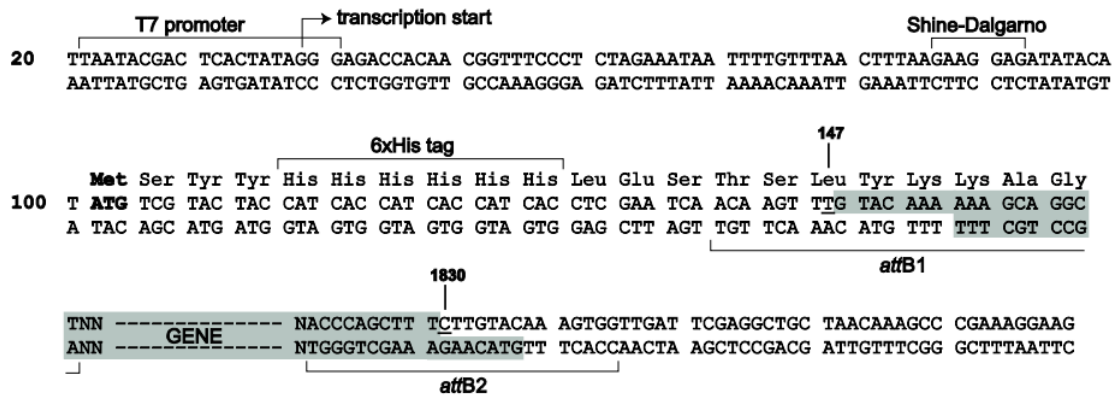 T7 promoter transcription start Shine-Dalgarno
20 TTAATACGACT CACTATAGG GAGACCACAA CGGTTTCCCT CTAGAAATAA TTTTGTTTAA CTTTAAGAAG GAGATATACA
AATTATGCTG AGTGATATCC CTCTGGTGTT GCCAAAGGGA GATCTTTATT AAAACAAATT GAAATTCTTC CTCTATATGT
6xHis tag 147
Met Ser Tyr Tyr His His His His His His Leu Glu Ser Thr Ser Leu Tyr Lys Lys Ala Gly
100 T ATG TCG TAC TAC CAT CAC CAT CAC CAT CAC CTC GAA TCA ACA AGT TTG TAC AAA AAA GCA GGC
A TAC AGC ATG ATG GTA GTG GTA GTG GTA GTG GAG CTT AGT TGT TCA AAC ATG TTT TTT CGT CCG
attB1
1830
TNN -------------- NACCCAGCTTT TCTTGTACAA AGTGGTTGAT TCGAGGCTGC TAACAAAGCC CGAAAGGAAG
GENE
ANN -------------- NTGGGTCGAA AGAACATGTT TCACCAACTA AGCTCCGACG ATTGTTTCGG GCTTTAATTC
attB2